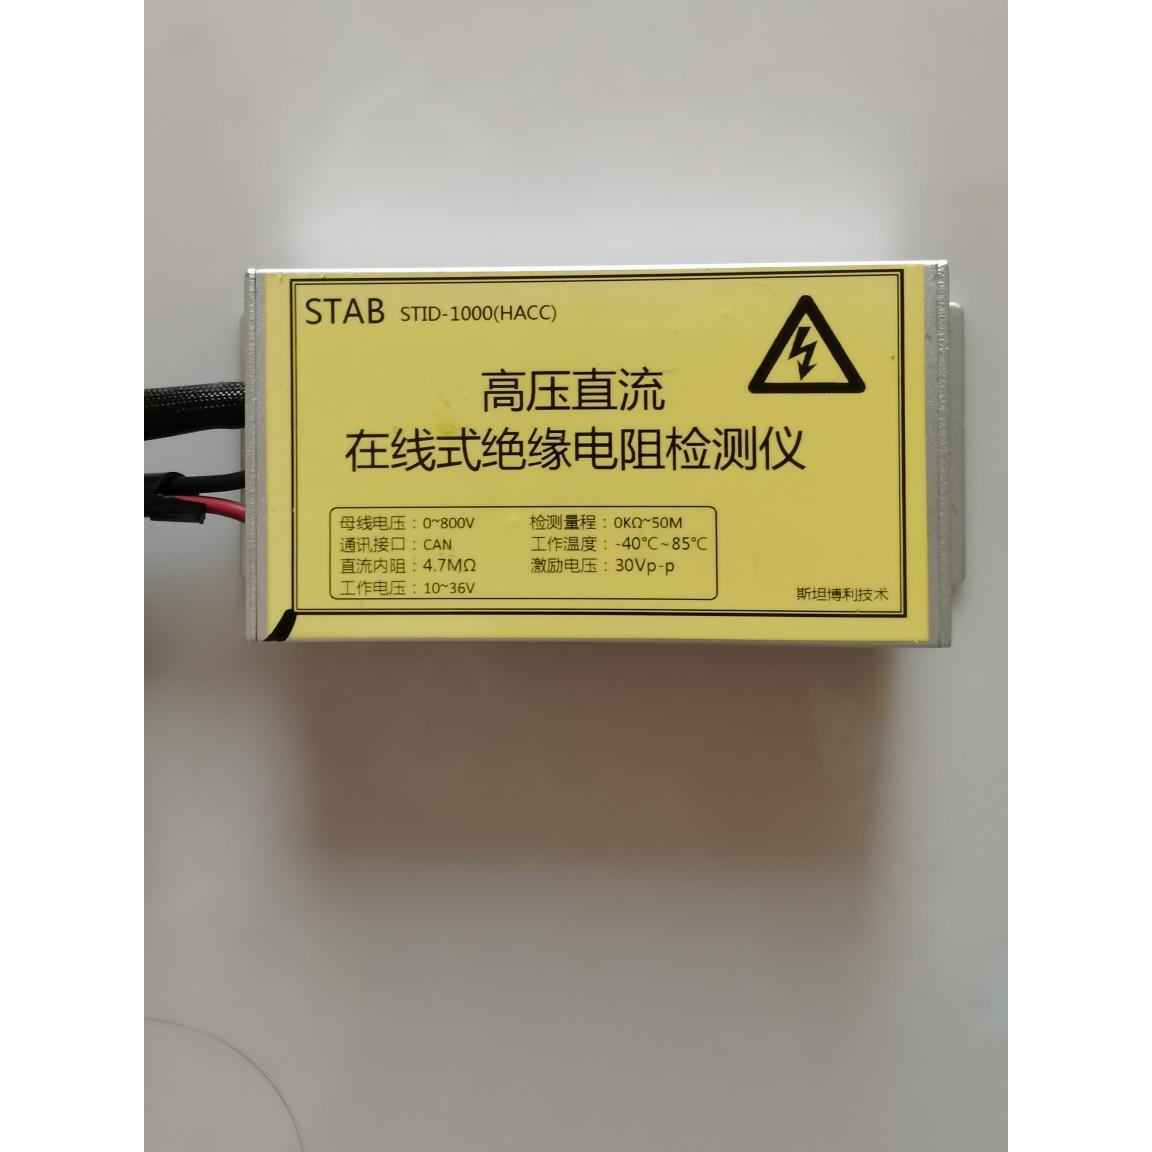 STAB STID-1000(HACC)
高压直流
在线式绝缘电阻检测仪
母线电压：0~800V 检测量程：0KΩ~50M
通讯接口：CAN 工作温度：-40℃~85℃
直流内阻：4.7MΩ 激励电压：30Vp-p
工作电压：10~36V
斯坦博利技术